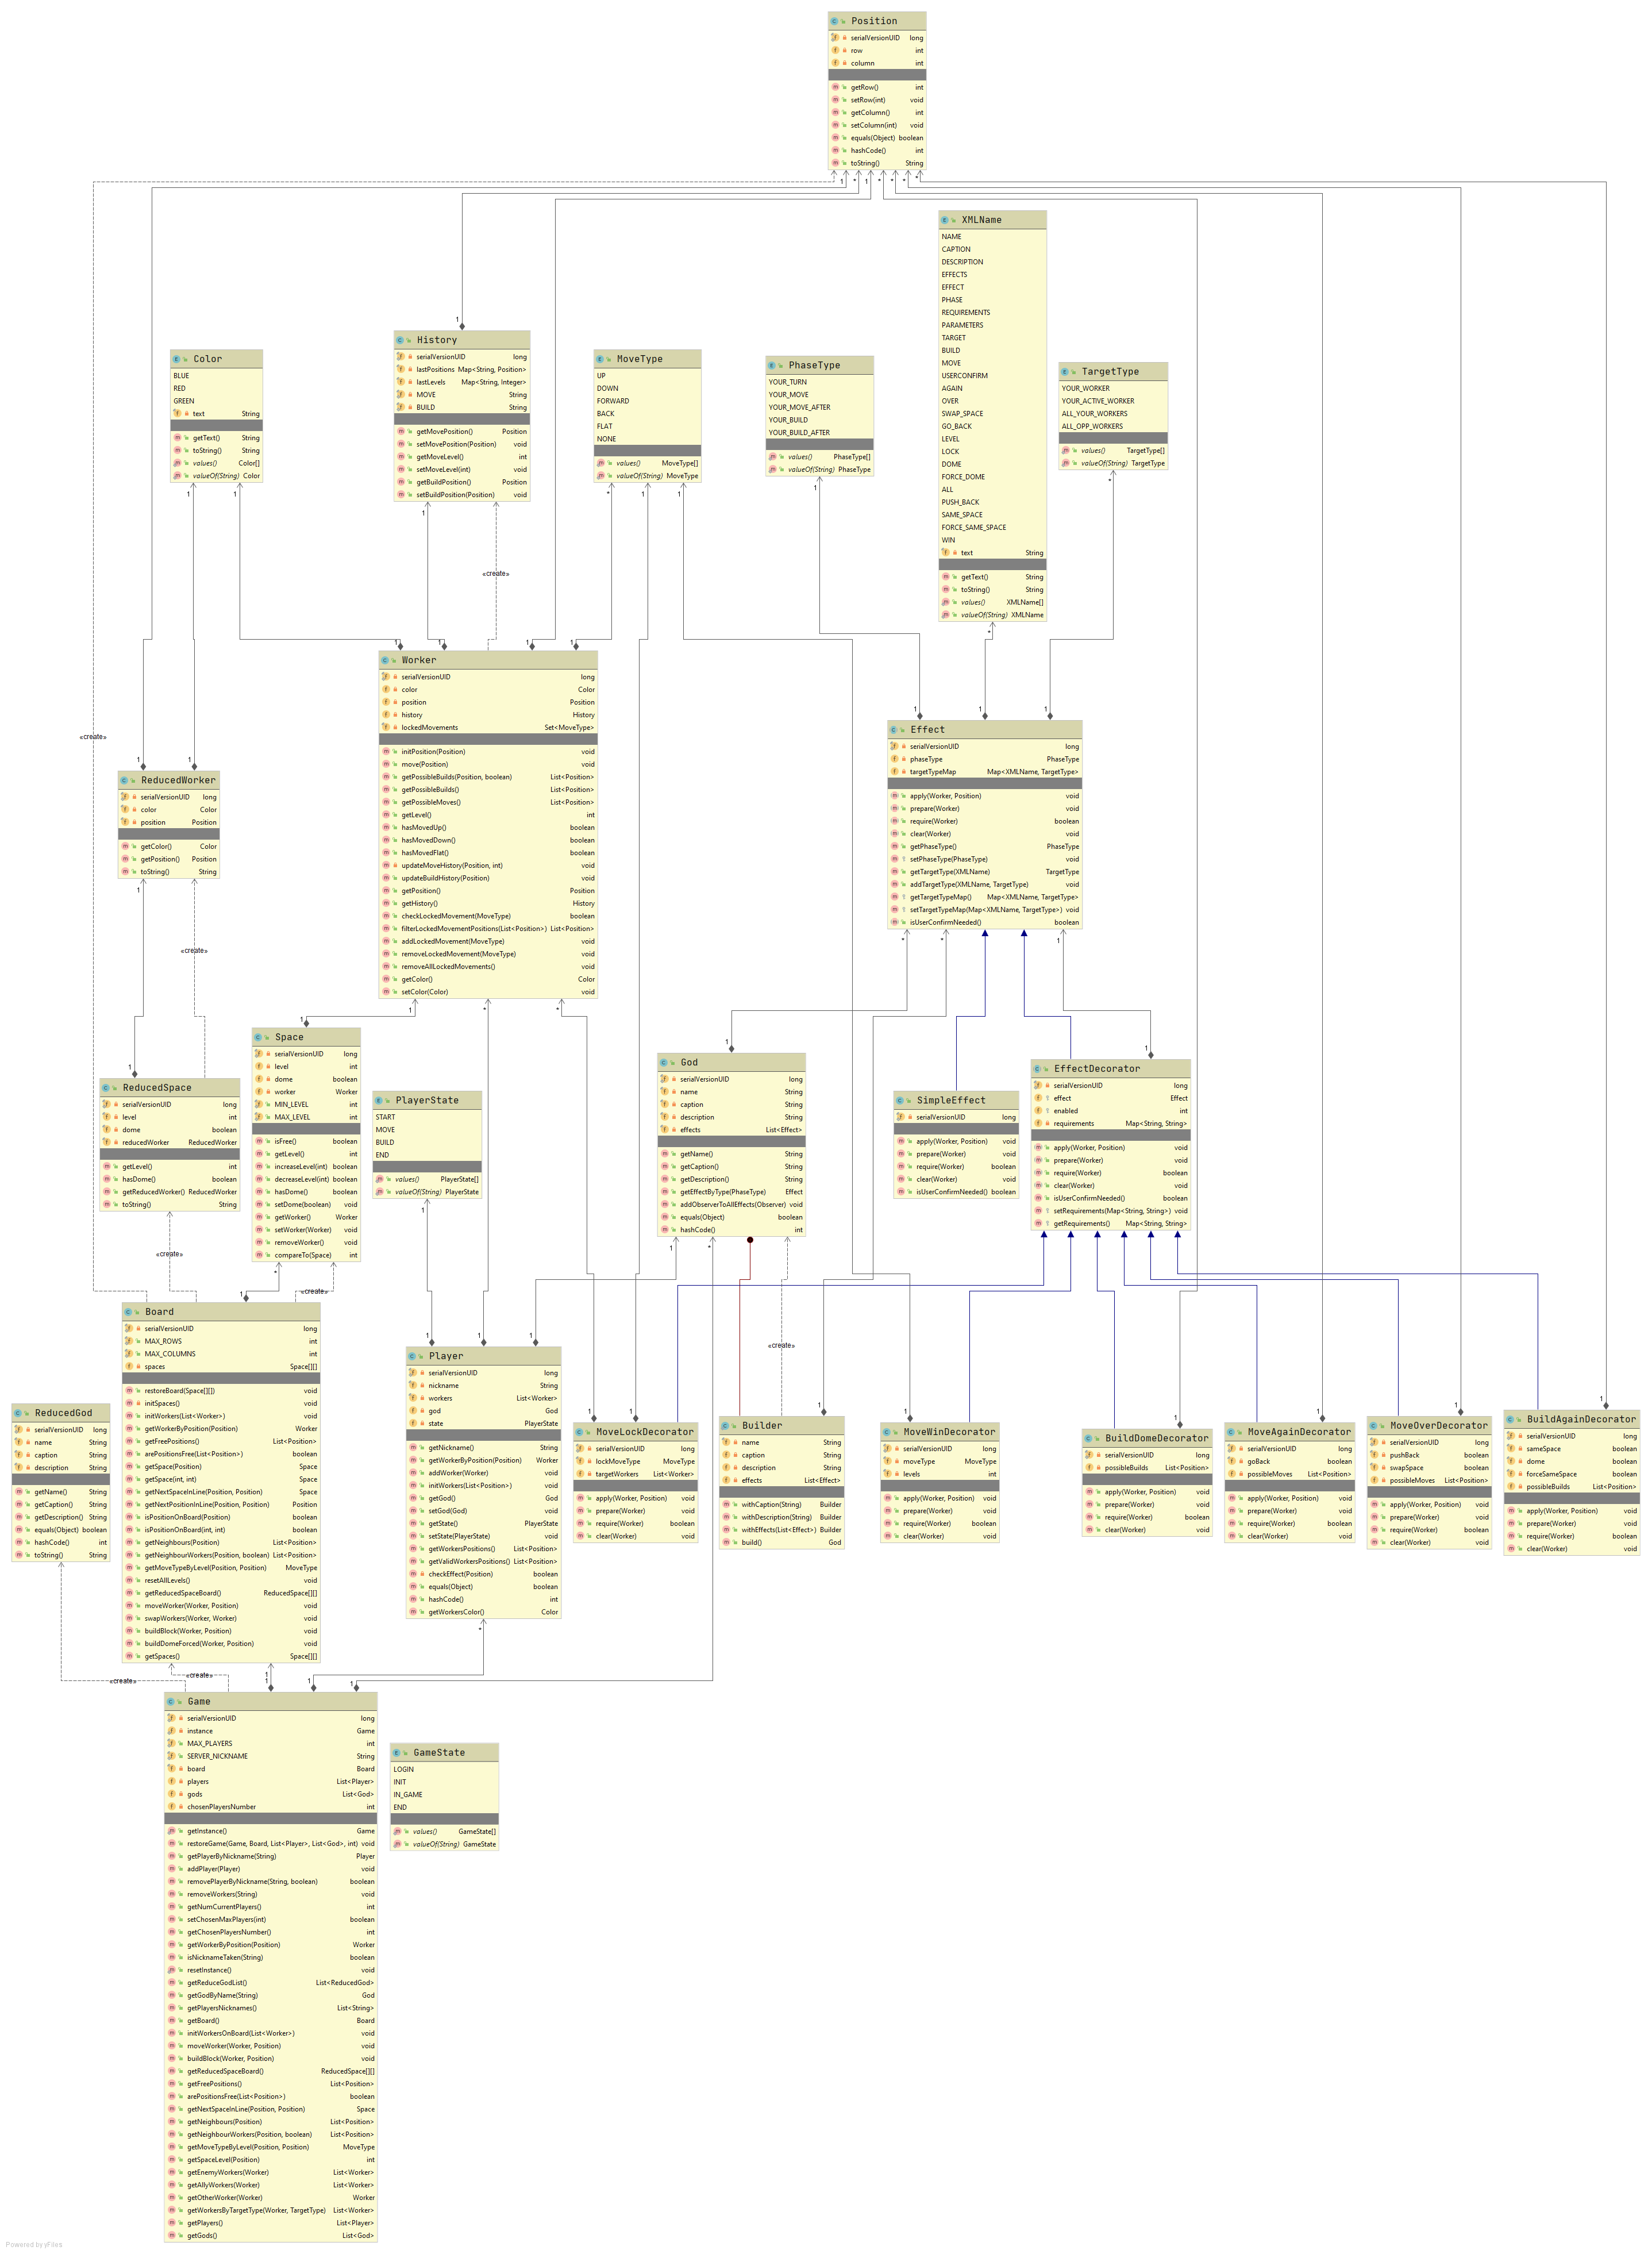 Position
serialVersionUID long
row int
column int
getRow() int
setRow(int) void
getColumn() int
setColumn(int) void
equals(Object) boolean
hashCode() int
toString() String
XMLName
NAME
CAPTION
DESCRIPTION
EFFECTS
EFFECT
PHASE
REQUIREMENTS
PARAMETERS
TARGET
BUILD
MOVE
USERCONFIRM
AGAIN
OVER
SWAP_SPACE
GO_BACK
LEVEL
LOCK
DOME
FORCE_DOME
ALL
PUSH_BACK
SAME_SPACE
FORCE_SAME_SPACE
WIN
text String
getText() String
toString() String
values() XMLName[]
valueOf(String) XMLName
History
serialVersionUID long
lastPositions Map<String, Position>
lastLevels Map<String, Integer>
MOVE String
BUILD String
getMovePosition() Position
setMovePosition(Position) void
getMoveLevel() int
setMoveLevel(int) void
getBuildPosition() Position
setBuildPosition(Position) void
Color
BLUE
RED
GREEN
text String
getText() String
toString() String
values() Color[]
valueOf(String) Color
MoveType
UP
DOWN
FORWARD
BACK
FLAT
NONE
values() MoveType[]
valueOf(String) MoveType
PhaseType
YOUR_TURN
YOUR_MOVE
YOUR_MOVE_AFTER
YOUR_BUILD
YOUR_BUILD_AFTER
values() PhaseType[]
valueOf(String) PhaseType
TargetType
YOUR_WORKER
YOUR_ACTIVE_WORKER
ALL_YOUR_WORKERS
ALL_OPP_WORKERS
values() TargetType[]
valueOf(String) TargetType
«create»
Worker
serialVersionUID long
color Color
position Position
history History
lockedMovements Set<MoveType>
initPosition(Position) void
move(Position) void
getPossibleBuilds(Position, boolean) List<Position>
getPossibleBuilds() List<Position>
getPossibleMoves() List<Position>
getLevel() int
hasMovedUp() boolean
hasMovedDown() boolean
hasMovedFlat() boolean
updateMoveHistory(Position, int) void
updateBuildHistory(Position) void
getPosition() Position
getHistory() History
checkLockedMovement(MoveType) boolean
filterLockedMovementPositions(List<Position>) List<Position>
addLockedMovement(MoveType) void
removeLockedMovement(MoveType) void
removeAllLockedMovements() void
getColor() Color
setColor(Color) void
Effect
serialVersionUID long
phaseType PhaseType
targetTypeMap Map<XMLName, TargetType>
apply(Worker, Position) void
prepare(Worker) void
require(Worker) boolean
clear(Worker) void
getPhaseType() PhaseType
setPhaseType(PhaseType) void
getTargetType(XMLName) TargetType
addTargetType(XMLName, TargetType) void
getTargetTypeMap() Map<XMLName, TargetType>
setTargetTypeMap(Map<XMLName, TargetType>) void
isUserConfirmNeeded() boolean
«create»
ReducedWorker
serialVersionUID long
color Color
position Position
getColor() Color
getPosition() Position
toString() String
«create»
Space
serialVersionUID long
level int
dome boolean
worker Worker
MIN_LEVEL int
MAX_LEVEL int
isFree() boolean
getLevel() int
increaseLevel(int) boolean
decreaseLevel(int) boolean
hasDome() boolean
setDome(boolean) void
getWorker() Worker
setWorker(Worker) void
removeWorker() void
compareTo(Space) int
ReducedSpace
serialVersionUID long
level int
dome boolean
reducedWorker ReducedWorker
getLevel() int
hasDome() boolean
getReducedWorker() ReducedWorker
toString() String
PlayerState
START
MOVE
BUILD
END
values() PlayerState[]
valueOf(String) PlayerState
God
serialVersionUID long
name String
caption String
description String
effects List<Effect>
getName() String
getCaption() String
getDescription() String
getEffectByType(PhaseType) Effect
addObserverToAllEffects(Observer) void
equals(Object) boolean
hashCode() int
SimpleEffect
serialVersionUID long
apply(Worker, Position) void
prepare(Worker) void
require(Worker) boolean
clear(Worker) void
isUserConfirmNeeded() boolean
EffectDecorator
serialVersionUID long
effect Effect
enabled int
requirements Map<String, String>
apply(Worker, Position) void
prepare(Worker) void
require(Worker) boolean
clear(Worker) void
isUserConfirmNeeded() boolean
setRequirements(Map<String, String>) void
getRequirements() Map<String, String>
«create»
«create»
«create»
Board
serialVersionUID long
MAX_ROWS int
MAX_COLUMNS int
spaces Space[][]
restoreBoard(Space[][]) void
initSpaces() void
initWorkers(List<Worker>) void
getWorkerByPosition(Position) Worker
getFreePositions() List<Position>
arePositionsFree(List<Position>) boolean
getSpace(Position) Space
getSpace(int, int) Space
getNextSpaceInLine(Position, Position) Space
getNextPositionInLine(Position, Position) Position
isPositionOnBoard(Position) boolean
isPositionOnBoard(int, int) boolean
getNeighbours(Position) List<Position>
getNeighbourWorkers(Position, boolean) List<Position>
getMoveTypeByLevel(Position, Position) MoveType
resetAllLevels() void
getReducedSpaceBoard() ReducedSpace[][]
moveWorker(Worker, Position) void
swapWorkers(Worker, Worker) void
buildBlock(Worker, Position) void
buildDomeForced(Worker, Position) void
getSpaces() Space[][]
Player
serialVersionUID long
nickname String
workers List<Worker>
god God
state PlayerState
getNickname() String
getWorkerByPosition(Position) Worker
addWorker(Worker) void
initWorkers(List<Position>) void
getGod() God
setGod(God) void
getState() PlayerState
setState(PlayerState) void
getWorkersPositions() List<Position>
getValidWorkersPositions() List<Position>
checkEffect(Position) boolean
equals(Object) boolean
hashCode() int
getWorkersColor() Color
ReducedGod
serialVersionUID long
name String
caption String
description String
getName() String
getCaption() String
getDescription() String
equals(Object) boolean
hashCode() int
toString() String
MoveLockDecorator
serialVersionUID long
lockMoveType MoveType
targetWorkers List<Worker>
apply(Worker, Position) void
prepare(Worker) void
require(Worker) boolean
clear(Worker) void
Builder
name String
caption String
description String
effects List<Effect>
withCaption(String) Builder
withDescription(String) Builder
withEffects(List<Effect>) Builder
build() God
MoveWinDecorator
serialVersionUID long
moveType MoveType
levels int
apply(Worker, Position) void
prepare(Worker) void
require(Worker) boolean
clear(Worker) void
BuildDomeDecorator
serialVersionUID long
possibleBuilds List<Position>
apply(Worker, Position) void
prepare(Worker) void
require(Worker) boolean
clear(Worker) void
MoveAgainDecorator
serialVersionUID long
goBack boolean
possibleMoves List<Position>
apply(Worker, Position) void
prepare(Worker) void
require(Worker) boolean
clear(Worker) void
MoveOverDecorator
serialVersionUID long
pushBack boolean
swapSpace boolean
possibleMoves List<Position>
apply(Worker, Position) void
prepare(Worker) void
require(Worker) boolean
clear(Worker) void
BuildAgainDecorator
serialVersionUID long
sameSpace boolean
dome boolean
forceSameSpace boolean
possibleBuilds List<Position>
apply(Worker, Position) void
prepare(Worker) void
require(Worker) boolean
clear(Worker) void
«create»
«create»
Game
serialVersionUID long
instance Game
MAX_PLAYERS int
SERVER_NICKNAME String
board Board
players List<Player>
gods List<God>
chosenPlayersNumber int
getInstance() Game
restoreGame(Game, Board, List<Player>, List<God>, int) void
getPlayerByNickname(String) Player
addPlayer(Player) void
removePlayerByNickname(String, boolean) boolean
removeWorkers(String) void
getNumCurrentPlayers() int
setChosenMaxPlayers(int) boolean
getChosenPlayersNumber() int
getWorkerByPosition(Position) Worker
isNicknameTaken(String) boolean
resetInstance() void
getReduceGodList() List<ReducedGod>
getGodByName(String) God
getPlayersNicknames() List<String>
getBoard() Board
initWorkersOnBoard(List<Worker>) void
moveWorker(Worker, Position) void
buildBlock(Worker, Position) void
getReducedSpaceBoard() ReducedSpace[][]
getFreePositions() List<Position>
arePositionsFree(List<Position>) boolean
getNextSpaceInLine(Position, Position) Space
getNeighbours(Position) List<Position>
getNeighbourWorkers(Position, boolean) List<Position>
getMoveTypeByLevel(Position, Position) MoveType
getSpaceLevel(Position) int
getEnemyWorkers(Worker) List<Worker>
getAllyWorkers(Worker) List<Worker>
getOtherWorker(Worker) Worker
getWorkersByTargetType(Worker, TargetType) List<Worker>
getPlayers() List<Player>
getGods() List<God>
GameState
LOGIN
INIT
IN_GAME
END
values() GameState[]
valueOf(String) GameState
Powered by yFiles